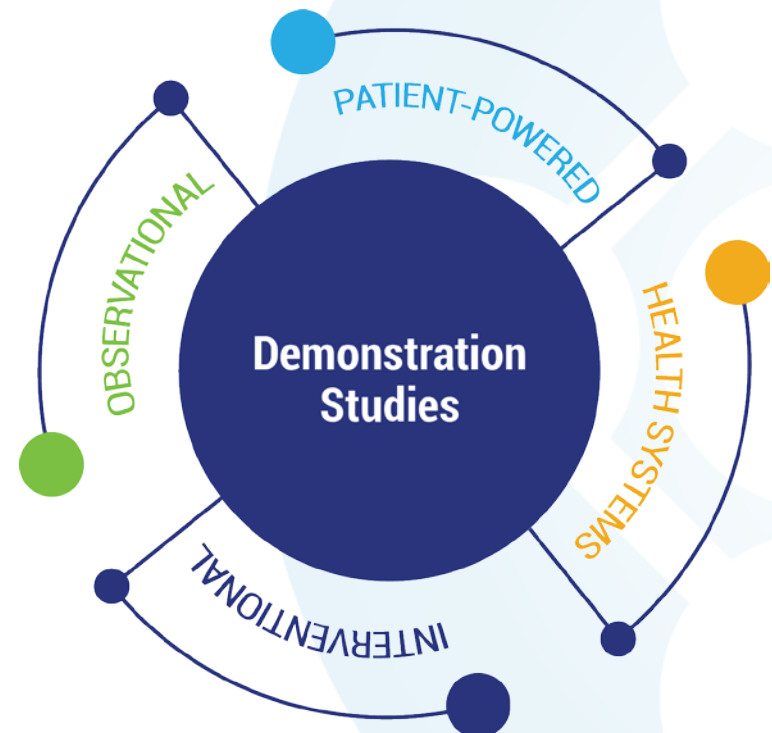 PATIENT-POWERED
OBSERVATIONAL
HEALTH SYSTEMS
Demonstration
Studies
INTERVENTIONAL